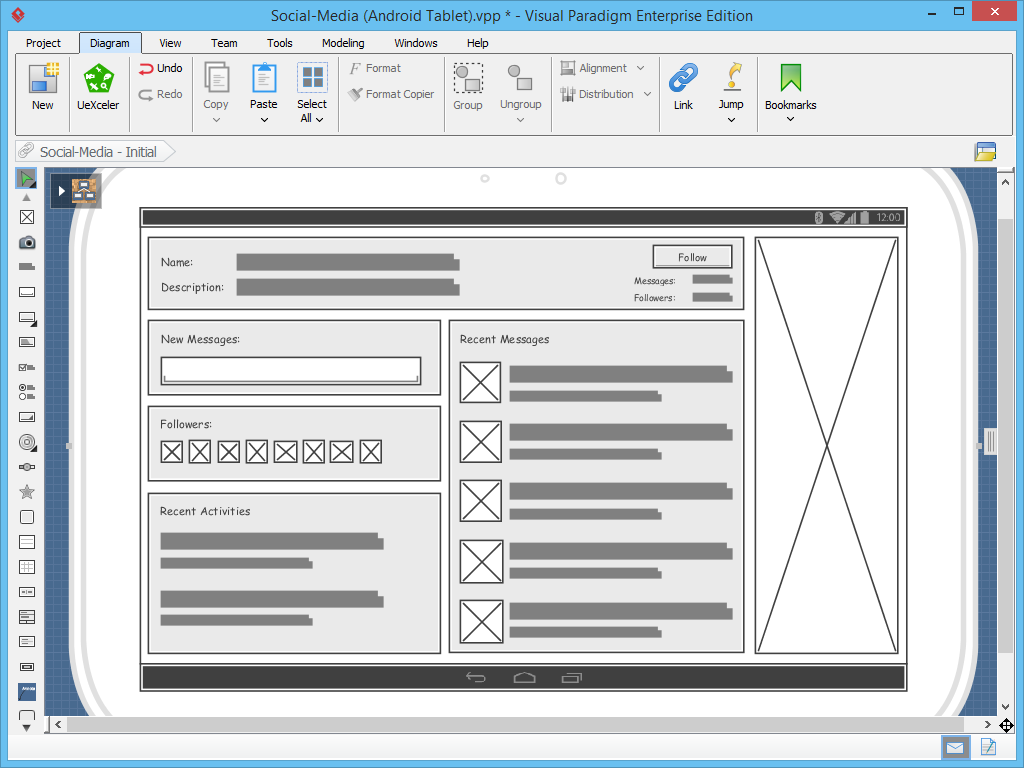 Social-Media (Android Tablet).vpp * - Visual Paradigm Enterprise Edition
Project Diagram View Team Tools Modeling Windows Help
New
UeXceler
Undo
Redo
Copy
Paste
Select
All
Format
Format Copier
Group
Ungroup
Alignment
Distribution
Link
Jump
Bookmarks
Social-Media - Initial
12:00
Name:
Description:
Follow
Messages:
Followers:
New Messages:
Followers:
Recent Activities
Recent Messages